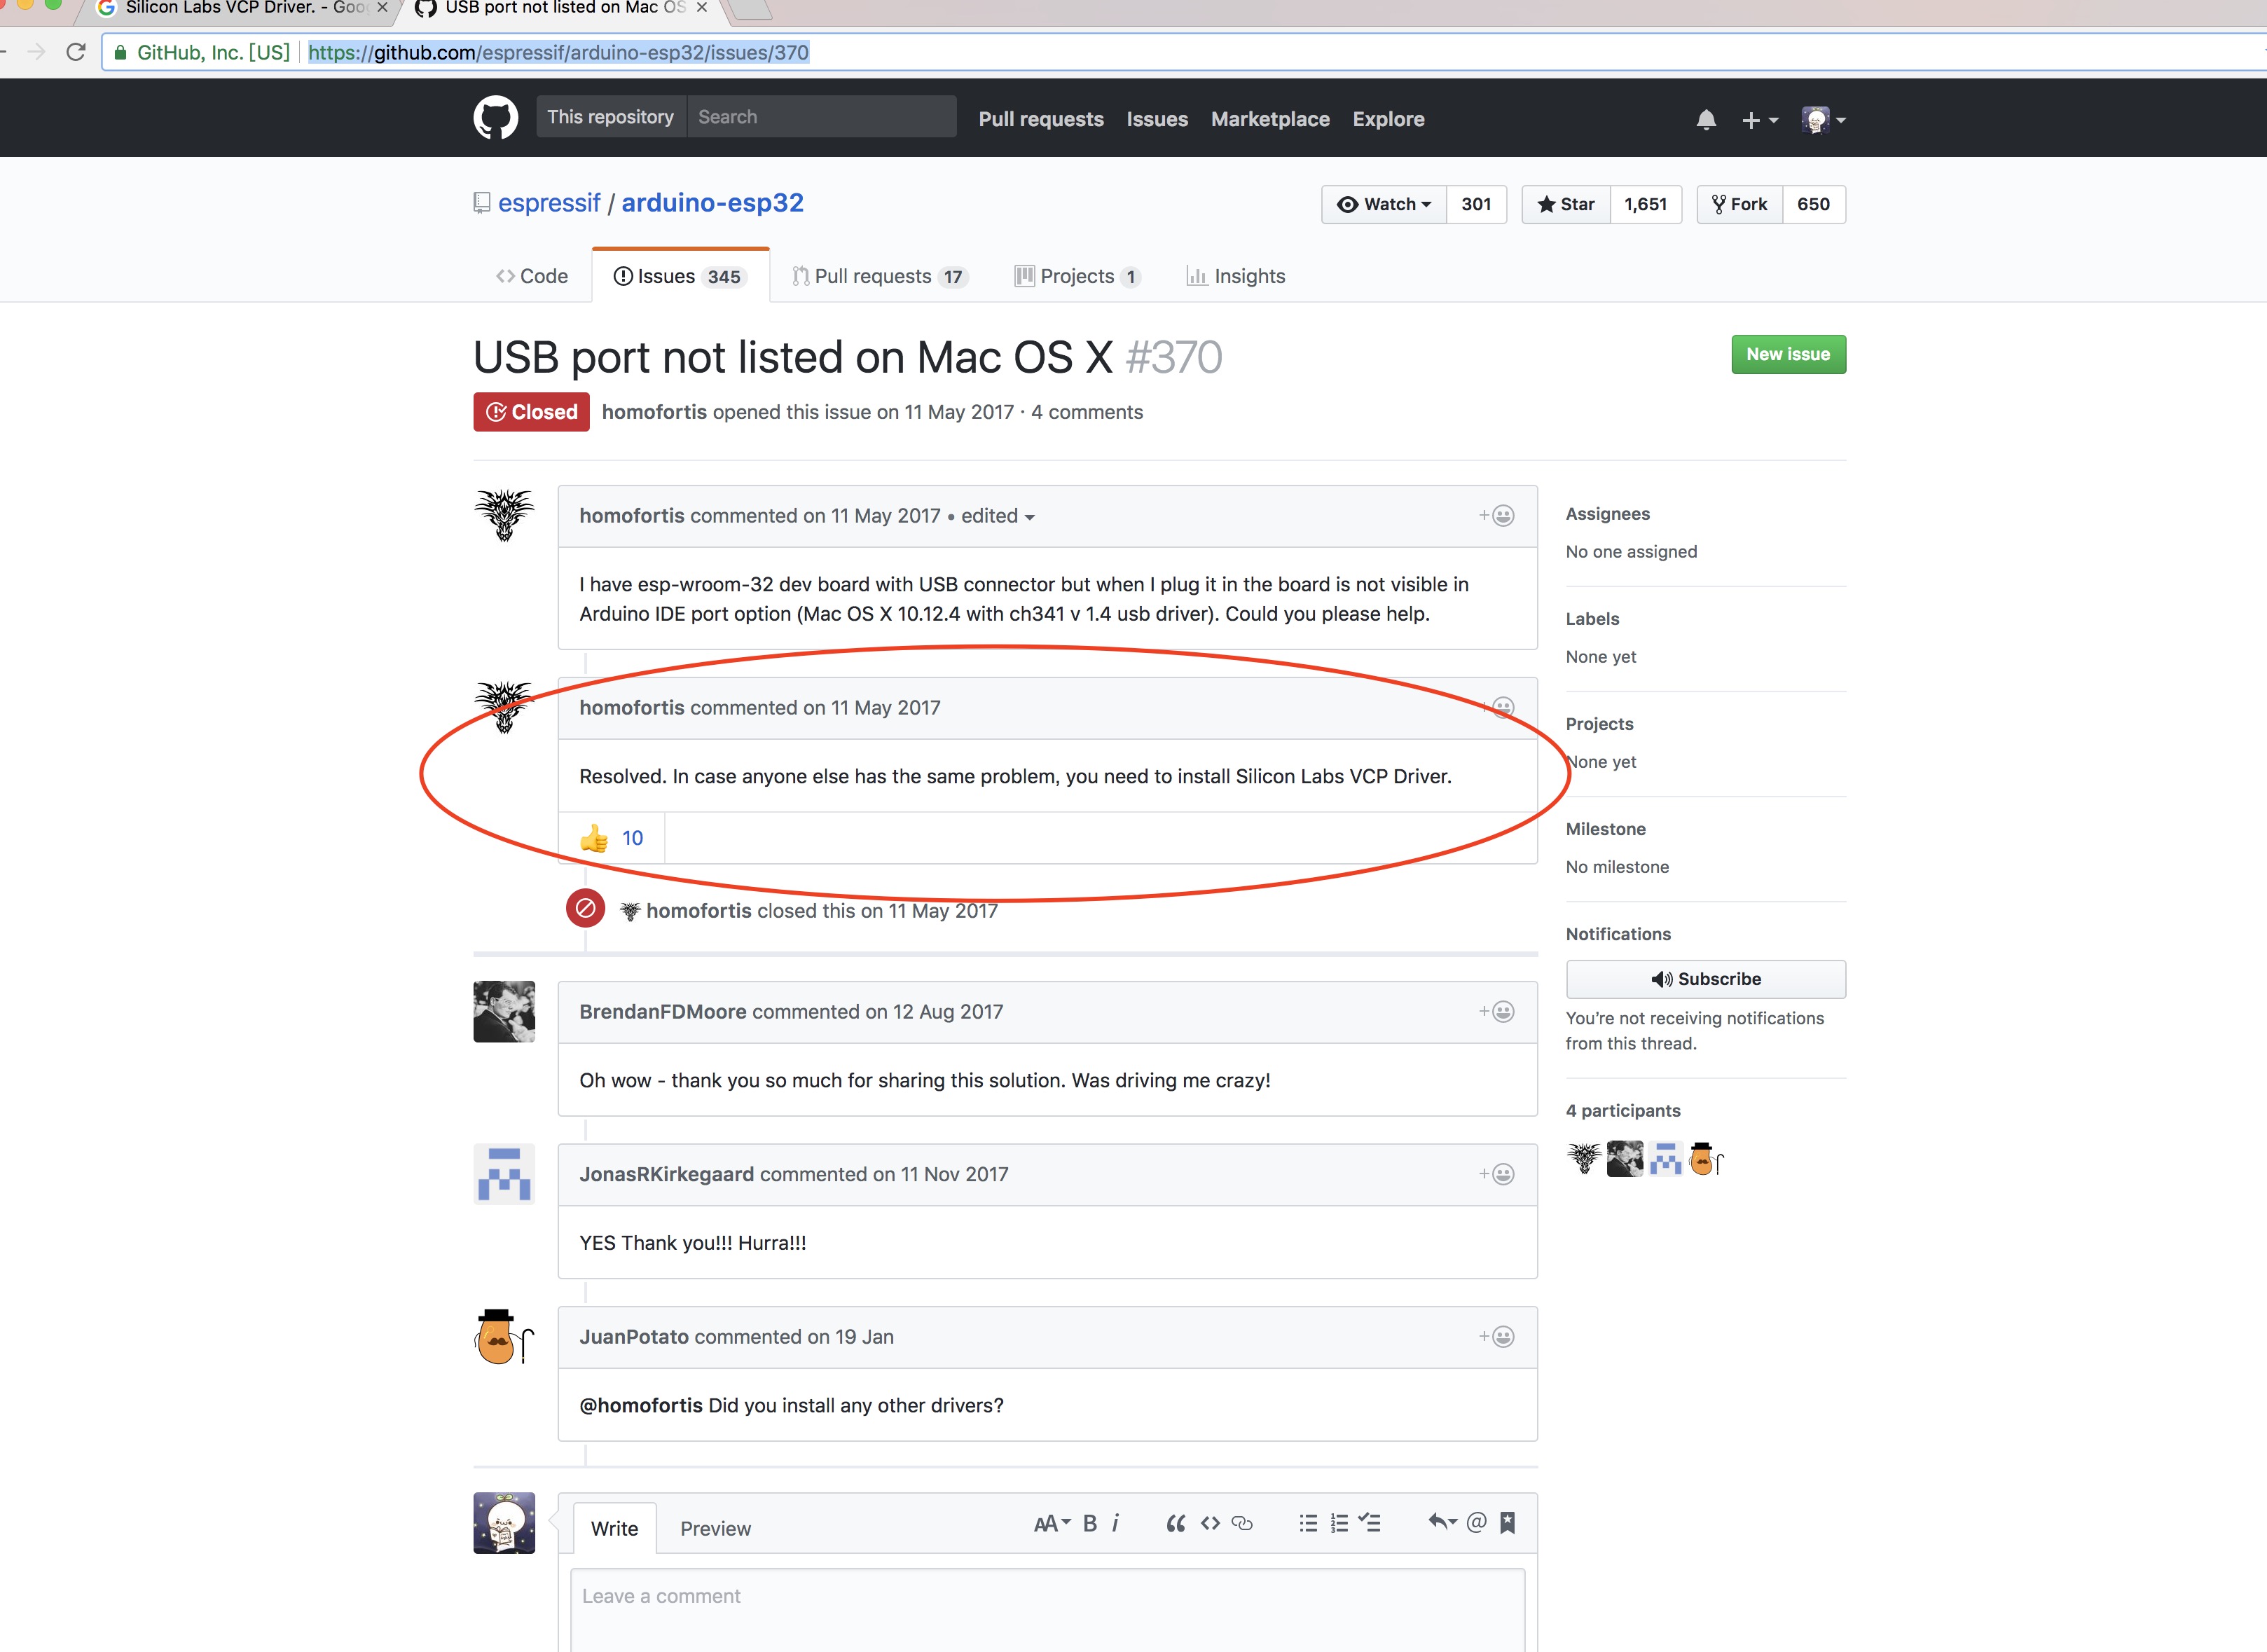 Silicon Labs VCP Driver. - Goo
USB port not listed on Mac OS
GitHub, Inc. [US] https://github.com/espressif/arduino-esp32/issues/370
This repository Search Pull requests Issues Marketplace Explore
espressif / arduino-esp32
Watch 301 Star 1,651 Fork 650
Code Issues 345 Pull requests 17 Projects 1 Insights
USB port not listed on Mac OS X #370
New issue
Closed homofortis opened this issue on 11 May 2017 · 4 comments
homofortis commented on 11 May 2017 • edited
I have esp-wroom-32 dev board with USB connector but when I plug it in the board is not visible in
Arduino IDE port option (Mac OS X 10.12.4 with ch341 v 1.4 usb driver). Could you please help.
homofortis commented on 11 May 2017
Resolved. In case anyone else has the same problem, you need to install Silicon Labs VCP Driver.
👍 10
homofortis closed this on 11 May 2017
BrendanFDMoore commented on 12 Aug 2017
Oh wow - thank you so much for sharing this solution. Was driving me crazy!
JonasRKirkegaard commented on 11 Nov 2017
YES Thank you!!! Hurra!!!
JuanPotato commented on 19 Jan
@homofortis Did you install any other drivers?
Write Preview
AA B i
Leave a comment
Assignees
No one assigned
Labels
None yet
Projects
None yet
Milestone
No milestone
Notifications
Subscribe
You're not receiving notifications
from this thread.
4 participants